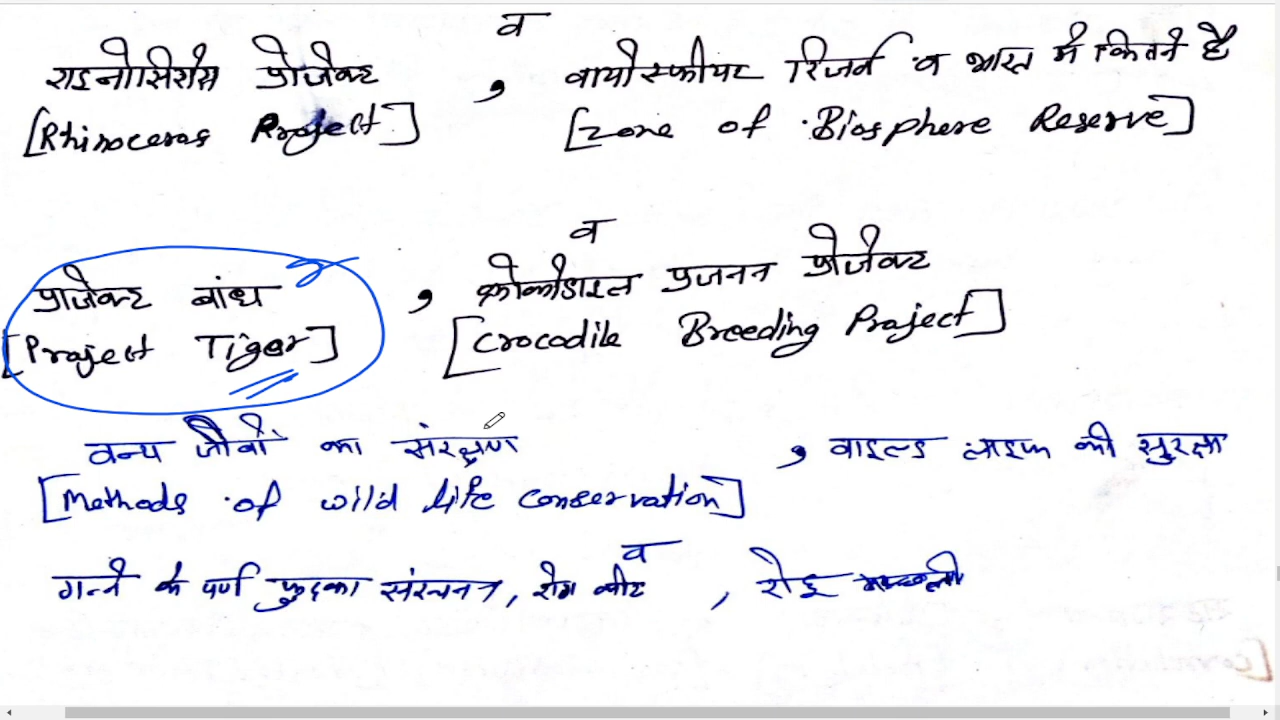 व
राइनोसिरोस प्रोजेक्ट , वायोस्फीयर रिजर्व व भारत में कितने है
[Rhinoceros Project] [Zone of Biosphere Reserve]
व
प्रोजेक्ट बांघ , क्रोकोडाइल प्रजनन प्रोजेक्ट
[Project Tiger] [Crocodile Breeding Project]
वन्य जीवों का संरक्षण , वाइल्ड लाइफ की सुरक्षा
[Methods of wild life conservation]
व
गन्ने के पर्ण फुदका संरचना , रोग कीट , रोहू मछली